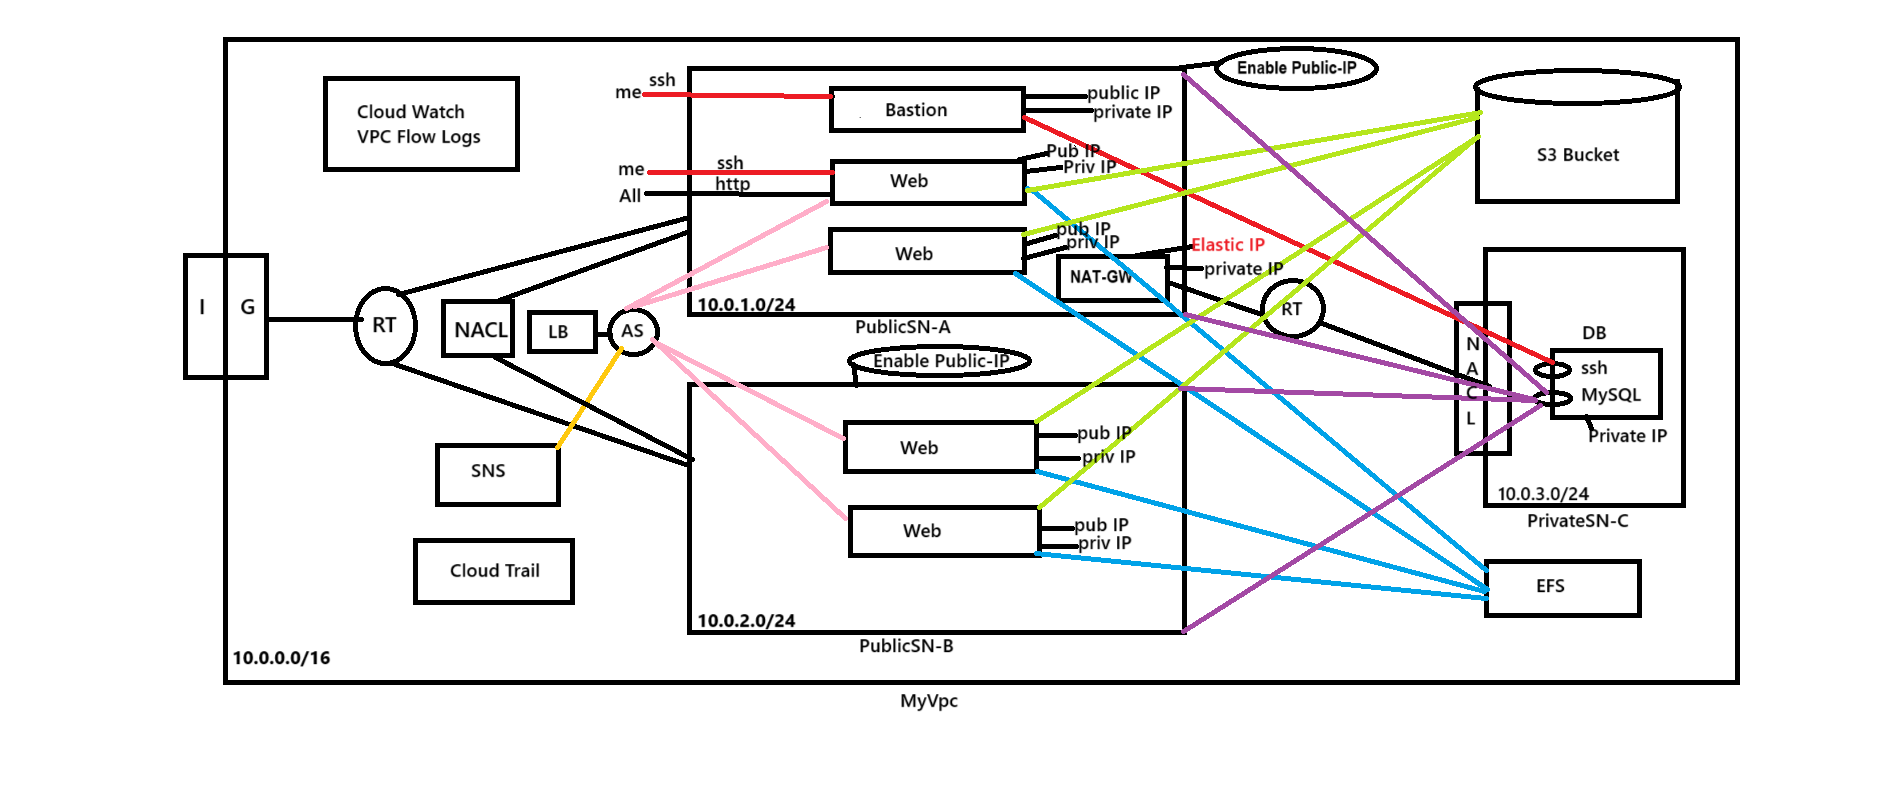 Enable Public-IP
ssh
me
Bastion
public IP
private IP
Cloud Watch
VPC Flow Logs
S3 Bucket
me
ssh
All
http
Web
Pub IP
Priv IP
Web
pub IP
priv IP
Elastic IP
NAT-GW
private IP
10.0.1.0/24
PublicSN-A
I G
RT
NACL
LB
AS
RT
Enable Public-IP
N
A
C
L
DB
ssh
MySQL
Private IP
10.0.3.0/24
PrivateSN-C
Web
pub IP
priv IP
SNS
Web
pub IP
priv IP
Cloud Trail
EFS
10.0.2.0/24
PublicSN-B
10.0.0.0/16
MyVpc